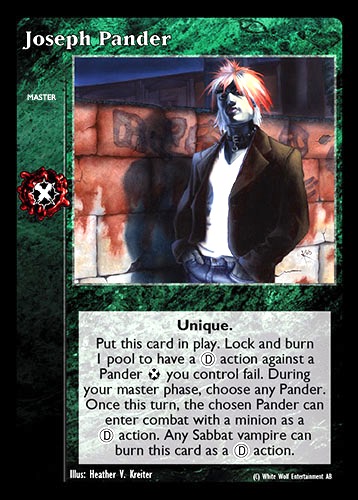 Joseph Pander
MASTER
Unique.
Put this card in play. Lock and burn
1 pool to have a Ⓓ action against a
Pander you control fail. During
your master phase, choose any Pander.
Once this turn, the chosen Pander can
enter combat with a minion as a
Ⓓ action. Any Sabbat vampire can
burn this card as a Ⓓ action.
Illus: Heather V. Kreiter
(C) White Wolf Entertainment AB